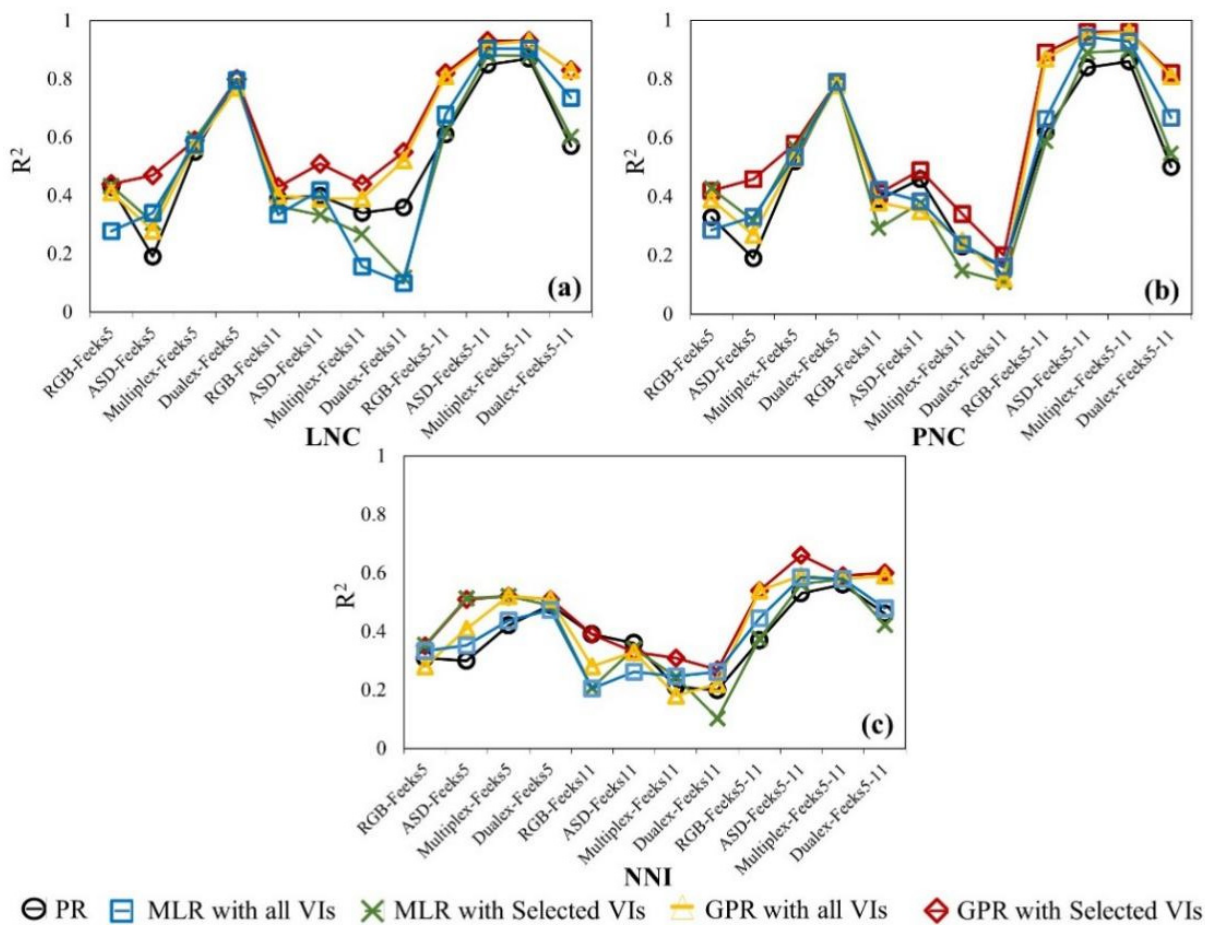 1
0.8
0.6
0.4
0.2
0
R²
RGB-Feeks5
ASD-Feeks5
Multiplex-Feeks5
Dualex-Feeks5
RGB-Feeks11
ASD-Feeks11
Multiplex-Feeks11
Dualex-Feeks11
RGB-Feeks5-11
ASD-Feeks5-11
Multiplex-Feeks5-11
Dualex-Feeks5-11
LNC
(a)
1
0.8
0.6
0.4
0.2
0
R²
RGB-Feeks5
ASD-Feeks5
Multiplex-Feeks5
Dualex-Feeks5
RGB-Feeks11
ASD-Feeks11
Multiplex-Feeks11
Dualex-Feeks11
RGB-Feeks5-11
ASD-Feeks5-11
Multiplex-Feeks5-11
Dualex-Feeks5-11
PNC
(b)
1
0.8
0.6
0.4
0.2
0
R²
RGB-Feeks5
ASD-Feeks5
Multiplex-Feeks5
Dualex-Feeks5
RGB-Feeks11
ASD-Feeks11
Multiplex-Feeks11
Dualex-Feeks11
RGB-Feeks5-11
ASD-Feeks5-11
Multiplex-Feeks5-11
Dualex-Feeks5-11
NNI
(c)
PR MLR with all VIs MLR with Selected VIs GPR with all VIs GPR with Selected VIs